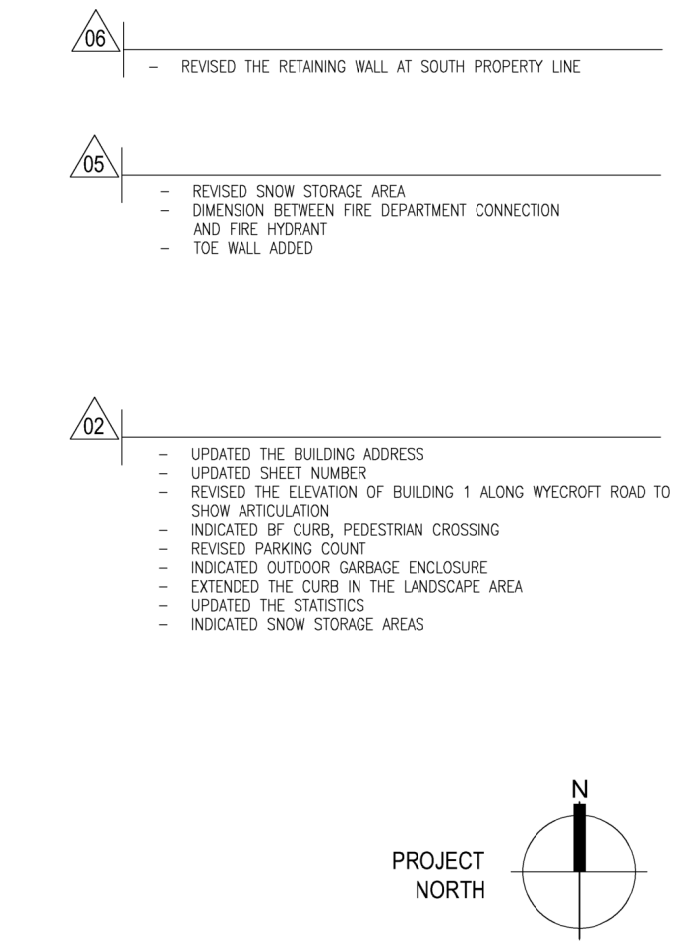 06
- REVISED THE RETAINING WALL AT SOUTH PROPERTY LINE
05
- REVISED SNOW STORAGE AREA
- DIMENSION BETWEEN FIRE DEPARTMENT CONNECTION
AND FIRE HYDRANT
- TOE WALL ADDED
02
- UPDATED THE BUILDING ADDRESS
- UPDATED SHEET NUMBER
- REVISED THE ELEVATION OF BUILDING 1 ALONG WYECROFT ROAD TO
SHOW ARTICULATION
- INDICATED BF CURB, PEDESTRIAN CROSSING
- REVISED PARKING COUNT
- INDICATED OUTDOOR GARBAGE ENCLOSURE
- EXTENDED THE CURB IN THE LANDSCAPE AREA
- UPDATED THE STATISTICS
- INDICATED SNOW STORAGE AREAS
N
PROJECT
NORTH